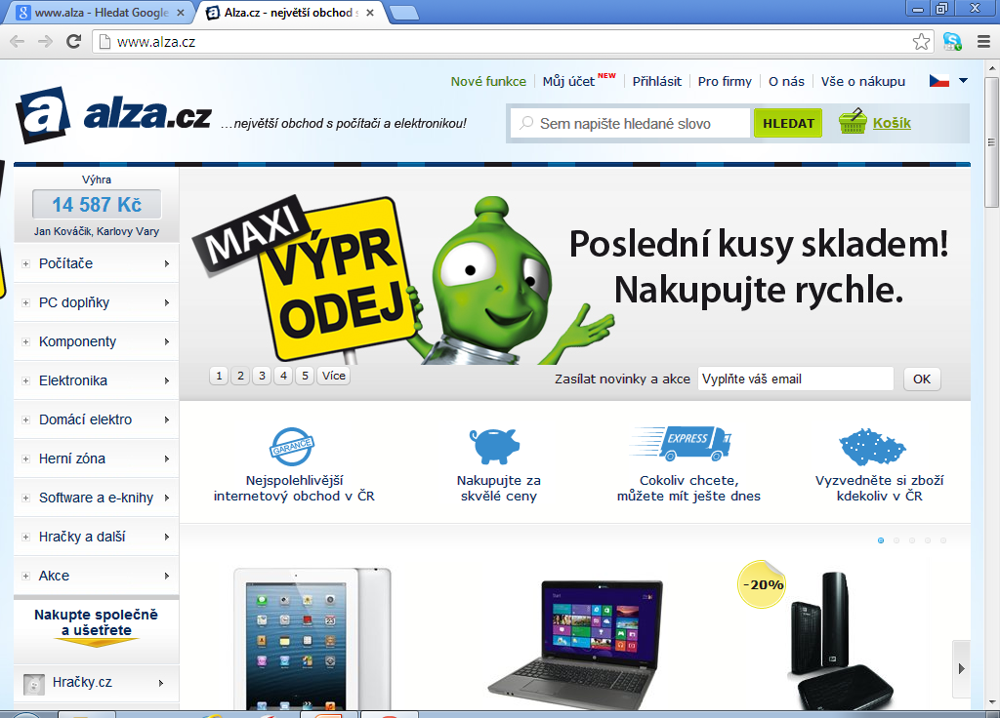 www.alza - Hledat Google
Alza.cz - největší obchod s
www.alza.cz
Nové funkce
Můj účet NEW
Přihlásit
Pro firmy
O nás
Vše o nákupu
a alza.cz
...největší obchod s počítači a elektronikou!
Sem napište hledané slovo
HLEDAT
Košík
Výhra
14 587 Kč
Jan Kováčik, Karlovy Vary
Počítače
PC doplňky
Komponenty
Elektronika
Domácí elektro
Herní zóna
Software a e-knihy
Hračky a další
Akce
Nakupte společně
a ušetřete
Hračky.cz
MAXI
VÝPR
ODEJ
Poslední kusy skladem!
Nakupujte rychle.
1 2 3 4 5 Více
Zasílat novinky a akce
Vyplňte váš email
OK
GARANCE
Nejspolehlivější
internetový obchod v ČR
Nakupujte za
skvělé ceny
EXPRESS
Cokoliv chcete,
můžete mít ještě dnes
Vyzvedněte si zboží
kdekoliv v ČR
Start
-20%